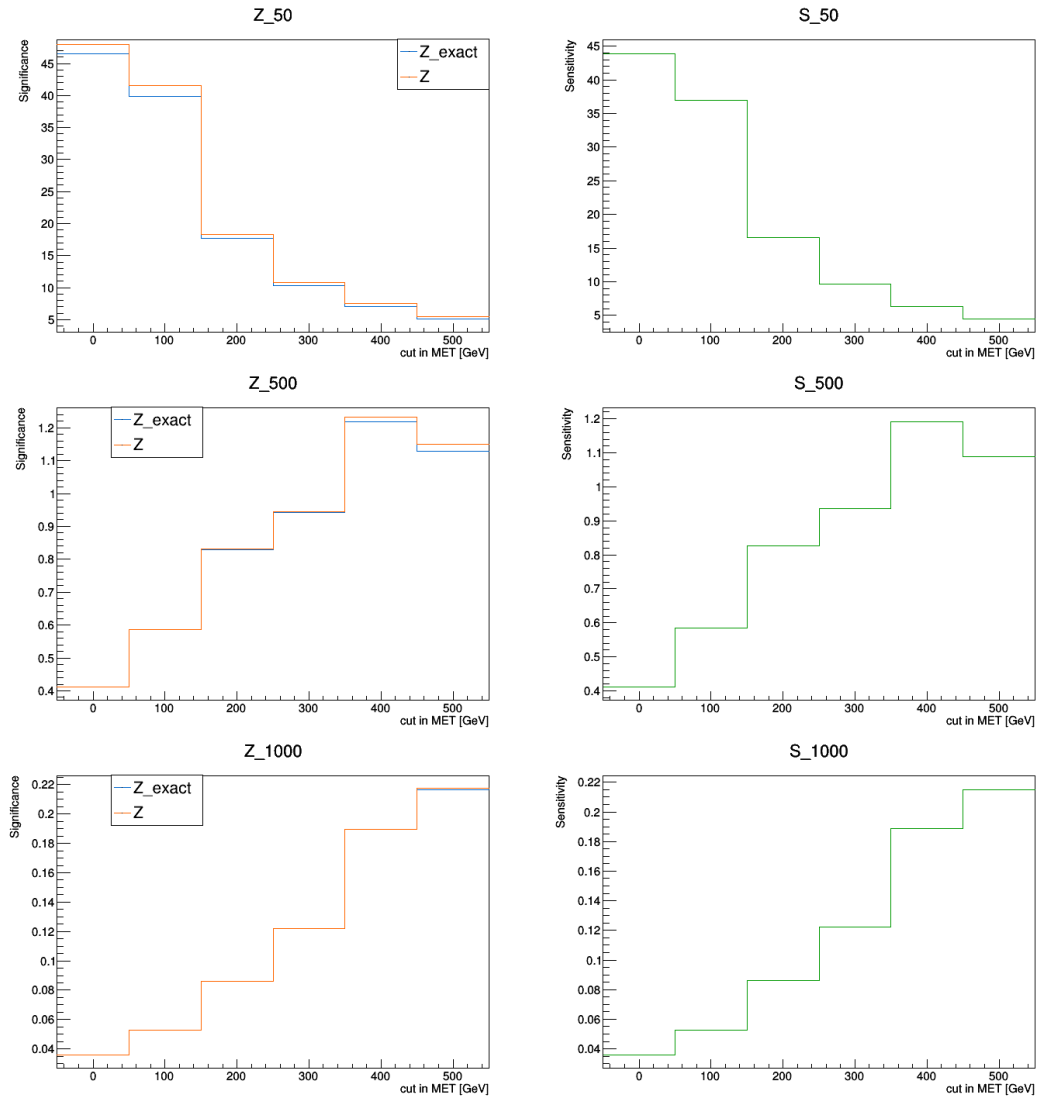 Z_50
Significance
45
40
35
30
25
20
15
10
5
Z_exact
Z
0 100 200 300 400 500
cut in MET [GeV]
S_50
Sensitivity
45
40
35
30
25
20
15
10
5
0 100 200 300 400 500
cut in MET [GeV]
Z_500
Significance
1.2
1.1
1
0.9
0.8
0.7
0.6
0.5
0.4
Z_exact
Z
0 100 200 300 400 500
cut in MET [GeV]
S_500
Sensitivity
1.2
1.1
1
0.9
0.8
0.7
0.6
0.5
0.4
0 100 200 300 400 500
cut in MET [GeV]
Z_1000
Significance
0.22
0.2
0.18
0.16
0.14
0.12
0.1
0.08
0.06
0.04
Z_exact
Z
0 100 200 300 400 500
cut in MET [GeV]
S_1000
Sensitivity
0.22
0.2
0.18
0.16
0.14
0.12
0.1
0.08
0.06
0.04
0 100 200 300 400 500
cut in MET [GeV]